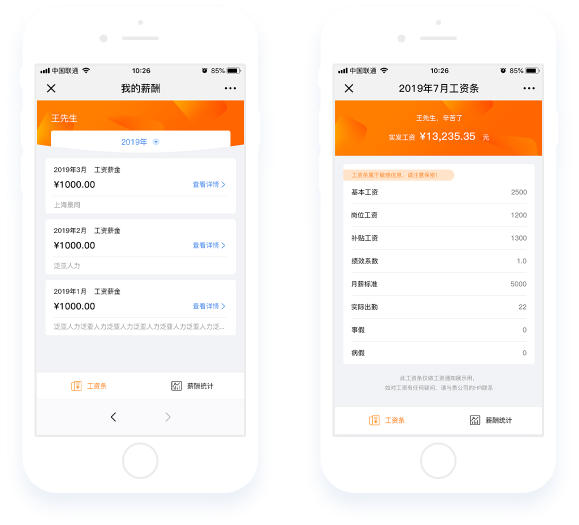 中国联通 10:26 85%
我的薪酬
王先生
2019年
2019年3月 工资薪金
¥1000.00 查看详情
上海景同
2019年2月 工资薪金
¥1000.00 查看详情
泛亚人力
2019年1月 工资薪金
¥1000.00 查看详情
泛亚人力泛亚人力泛亚人力泛亚人力泛亚人力泛亚人力泛...
工资条 薪酬统计
中国联通 10:26 85%
2019年7月工资条
王先生，辛苦了
实发工资 ¥13,235.35 元
工资条属于敏感信息，请注意保密!
基本工资 2500
岗位工资 1200
补贴工资 1300
绩效系数 1.0
月薪标准 5000
实际出勤 22
事假 0
病假 0
此工资条仅做工资通知展示用，
如对工资有任何疑问，请与贵公司的HR联系
工资条 薪酬统计